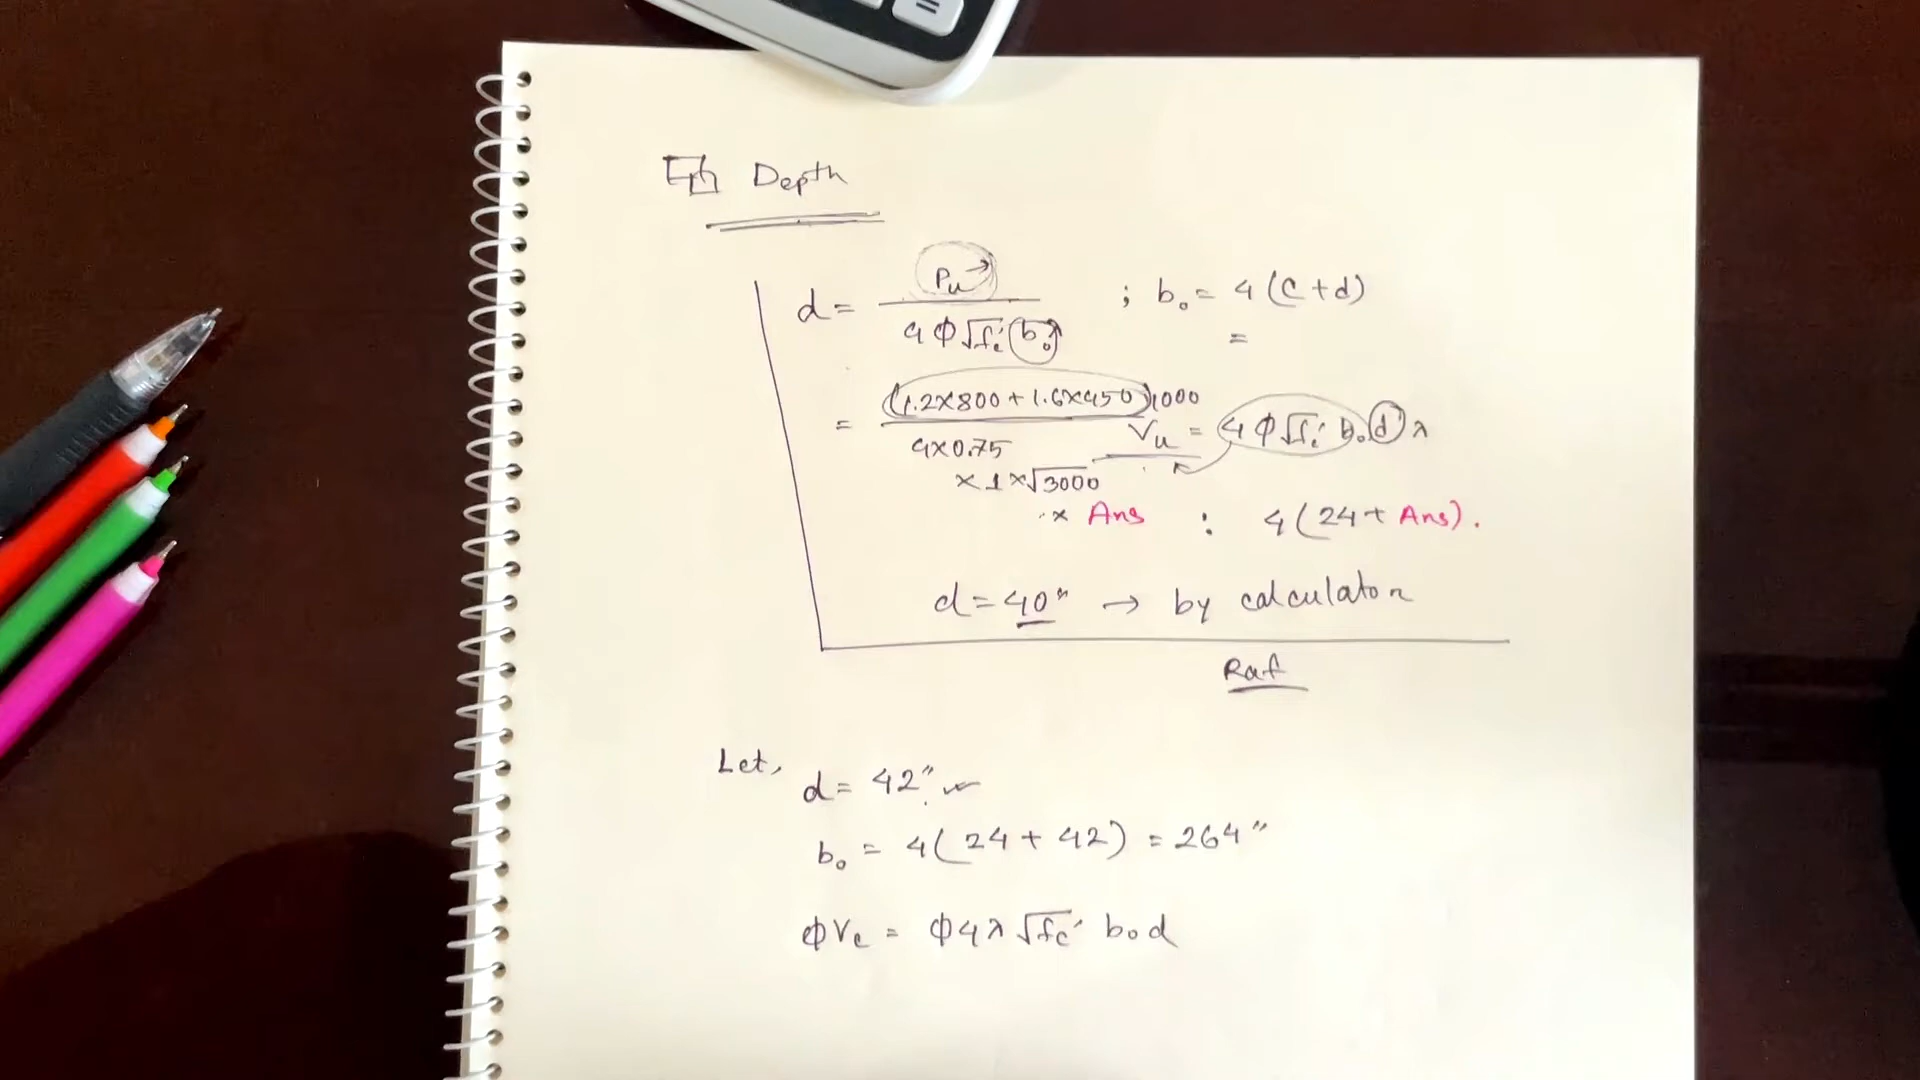 Depth
d = Pu / 4 φ √fc' b₀ ; b₀ = 4 (c + d)
=
= (1.2×800 + 1.6×450)1000 / 4×0.75 × 1 × √3000 × Ans : 4(24 + Ans).
Vu = 4 φ √fc' b₀ d λ
d = 40" → by calculator
Raf
Let, d = 42"
b₀ = 4(24 + 42) = 264"
φVc = φ4λ √fc' b₀d
=